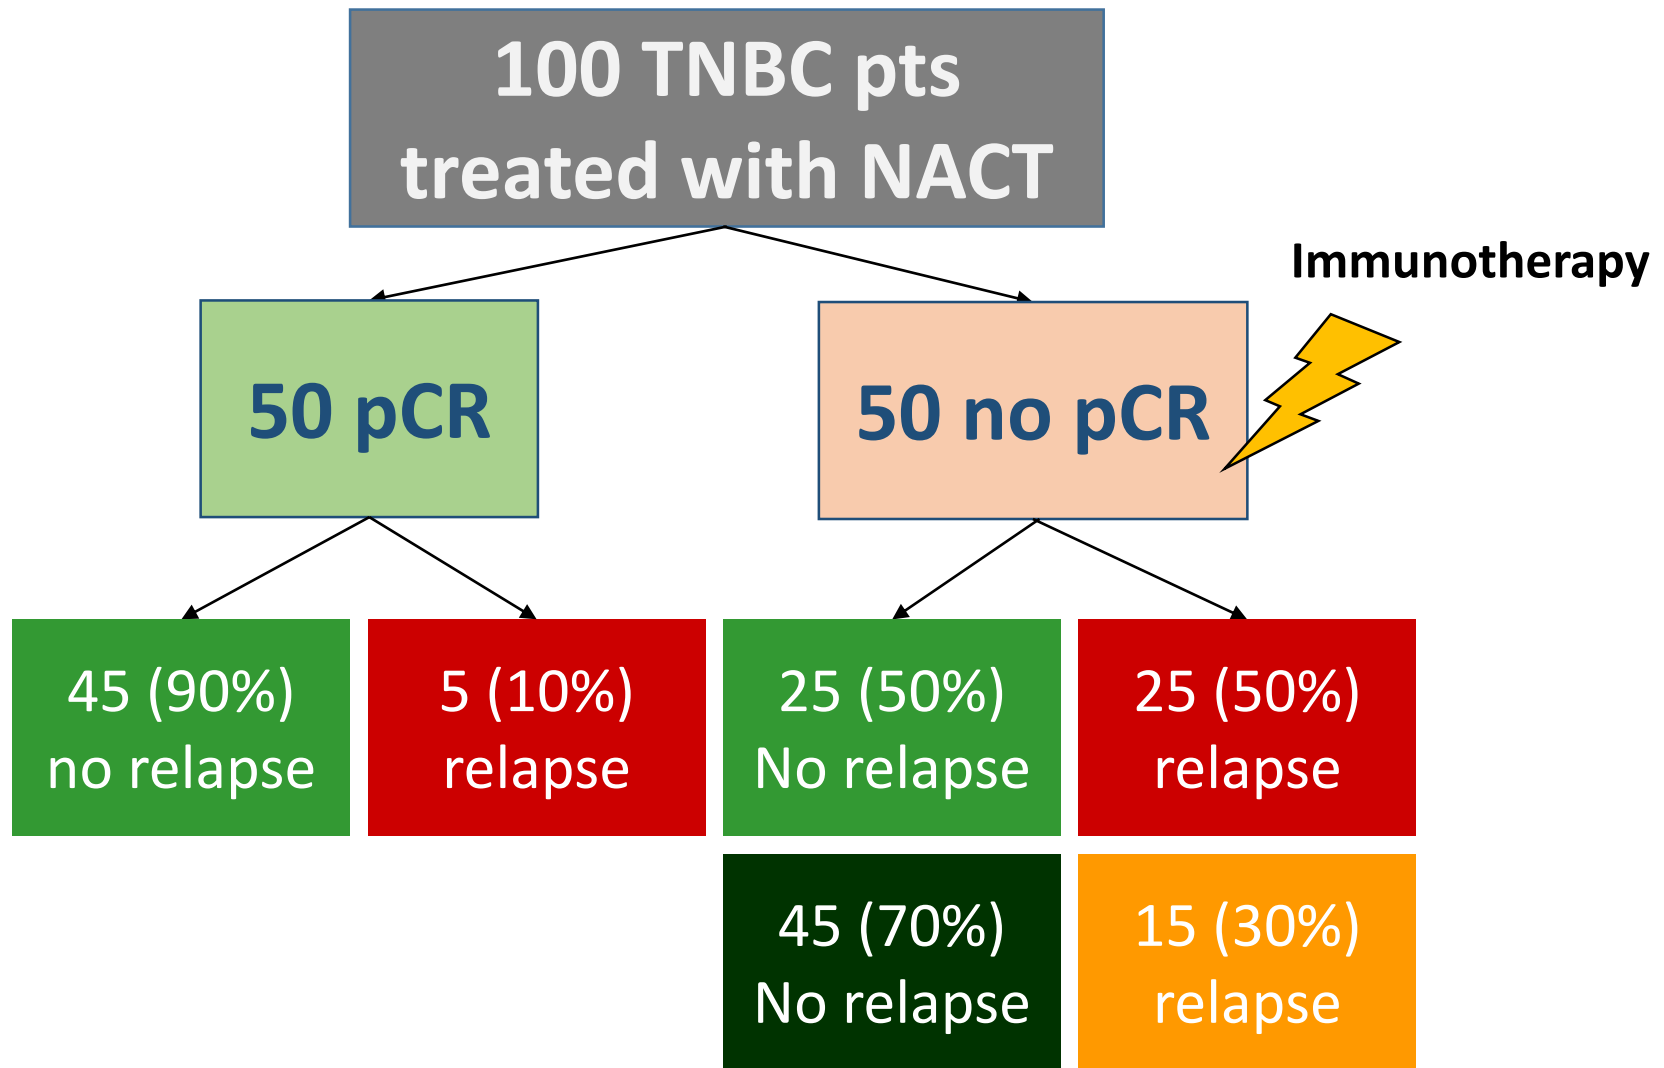 100 TNBC pts
treated with NACT
Immunotherapy
50 pCR
50 no pCR
45 (90%)
no relapse
5 (10%)
relapse
25 (50%)
No relapse
25 (50%)
relapse
45 (70%)
No relapse
15 (30%)
relapse